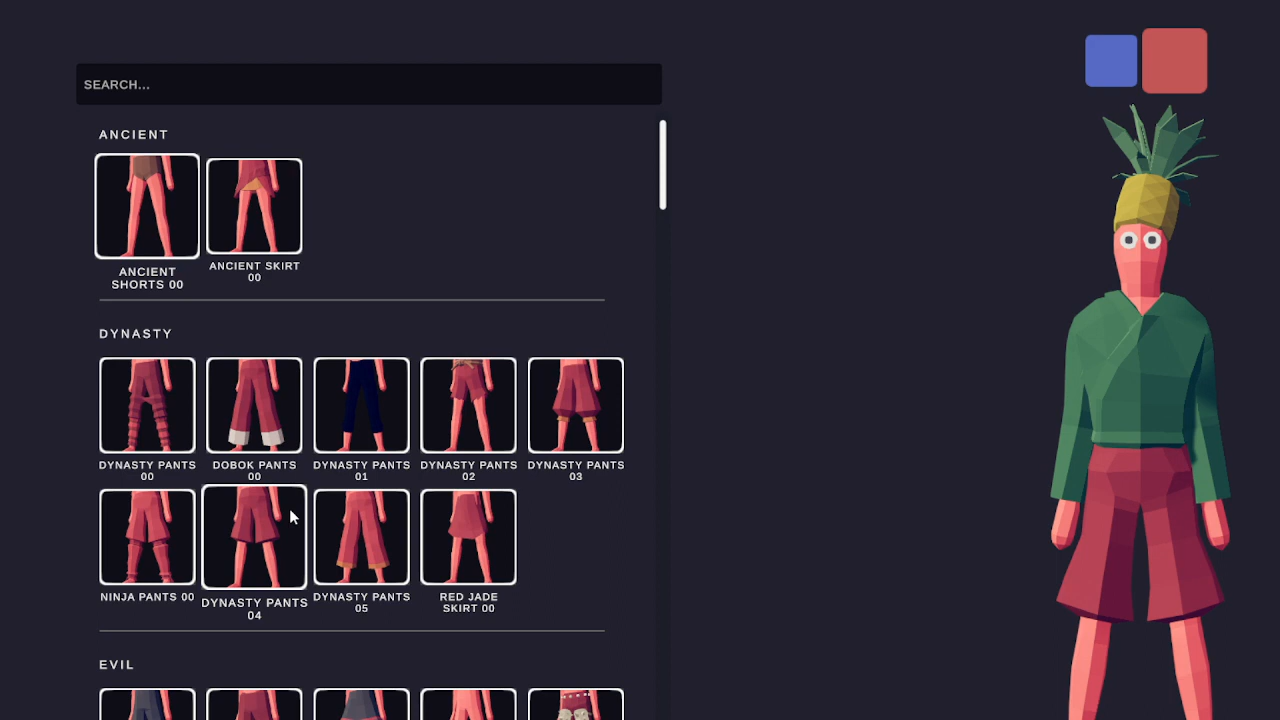 SEARCH...
ANCIENT
ANCIENT
SHORTS 00
ANCIENT SKIRT
00
DYNASTY
DYNASTY PANTS
00
DOBOK PANTS
00
DYNASTY PANTS
01
DYNASTY PANTS
02
DYNASTY PANTS
03
NINJA PANTS 00
DYNASTY PANTS
04
DYNASTY PANTS
05
RED JADE
SKIRT 00
EVIL